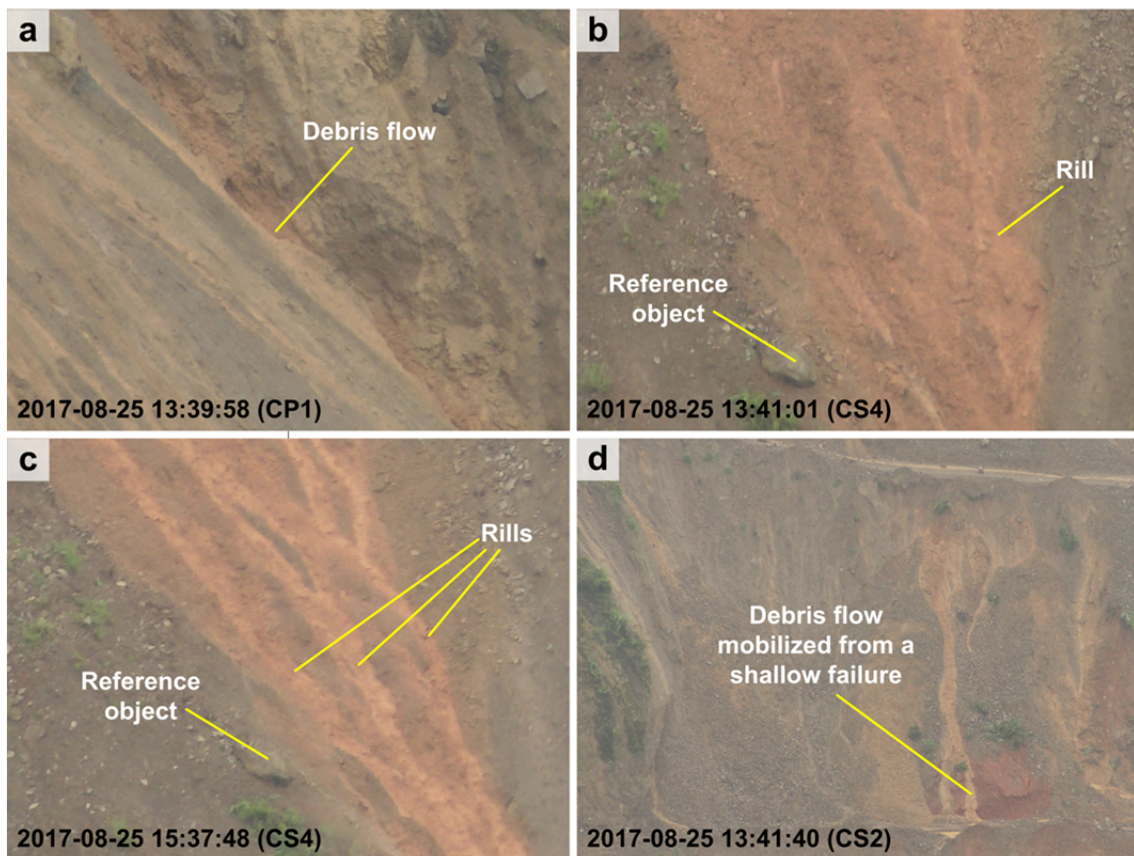 a
Debris flow
2017-08-25 13:39:58 (CP1)
b
Rill
Reference
object
2017-08-25 13:41:01 (CS4)
c
Rills
Reference
object
2017-08-25 15:37:48 (CS4)
d
Debris flow
mobilized from a
shallow failure
2017-08-25 13:41:40 (CS2)